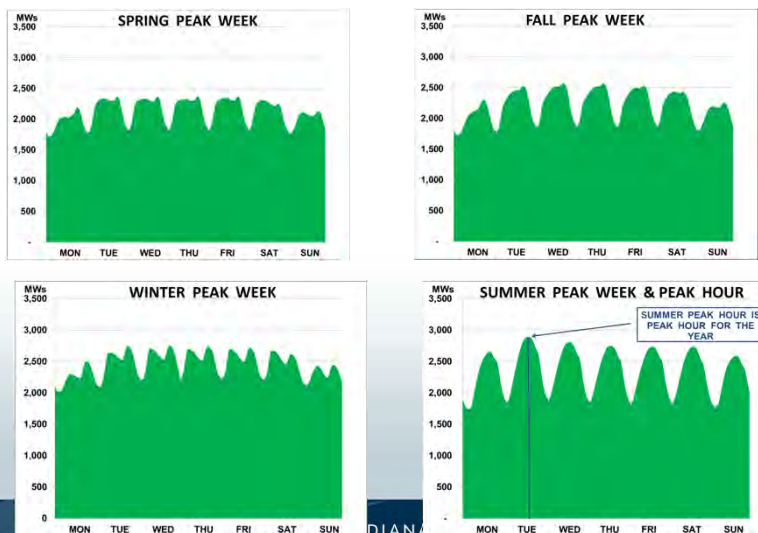 MWs
SPRING PEAK WEEK
3,500
3,000
2,500
2,000
1,500
1,000
500
-
MON TUE WED THU FRI SAT SUN
MWs
FALL PEAK WEEK
3,500
3,000
2,500
2,000
1,500
1,000
500
-
MON TUE WED THU FRI SAT SUN
MWs
WINTER PEAK WEEK
3,500
3,000
2,500
2,000
1,500
1,000
500
0
MON TUE WED THU FRI SAT SUN
MWs
SUMMER PEAK WEEK & PEAK HOUR
3,500
SUMMER PEAK HOUR IS
PEAK HOUR FOR THE
YEAR
3,000
2,500
2,000
1,500
1,000
500
-
MON TUE WED THU FRI SAT SUN